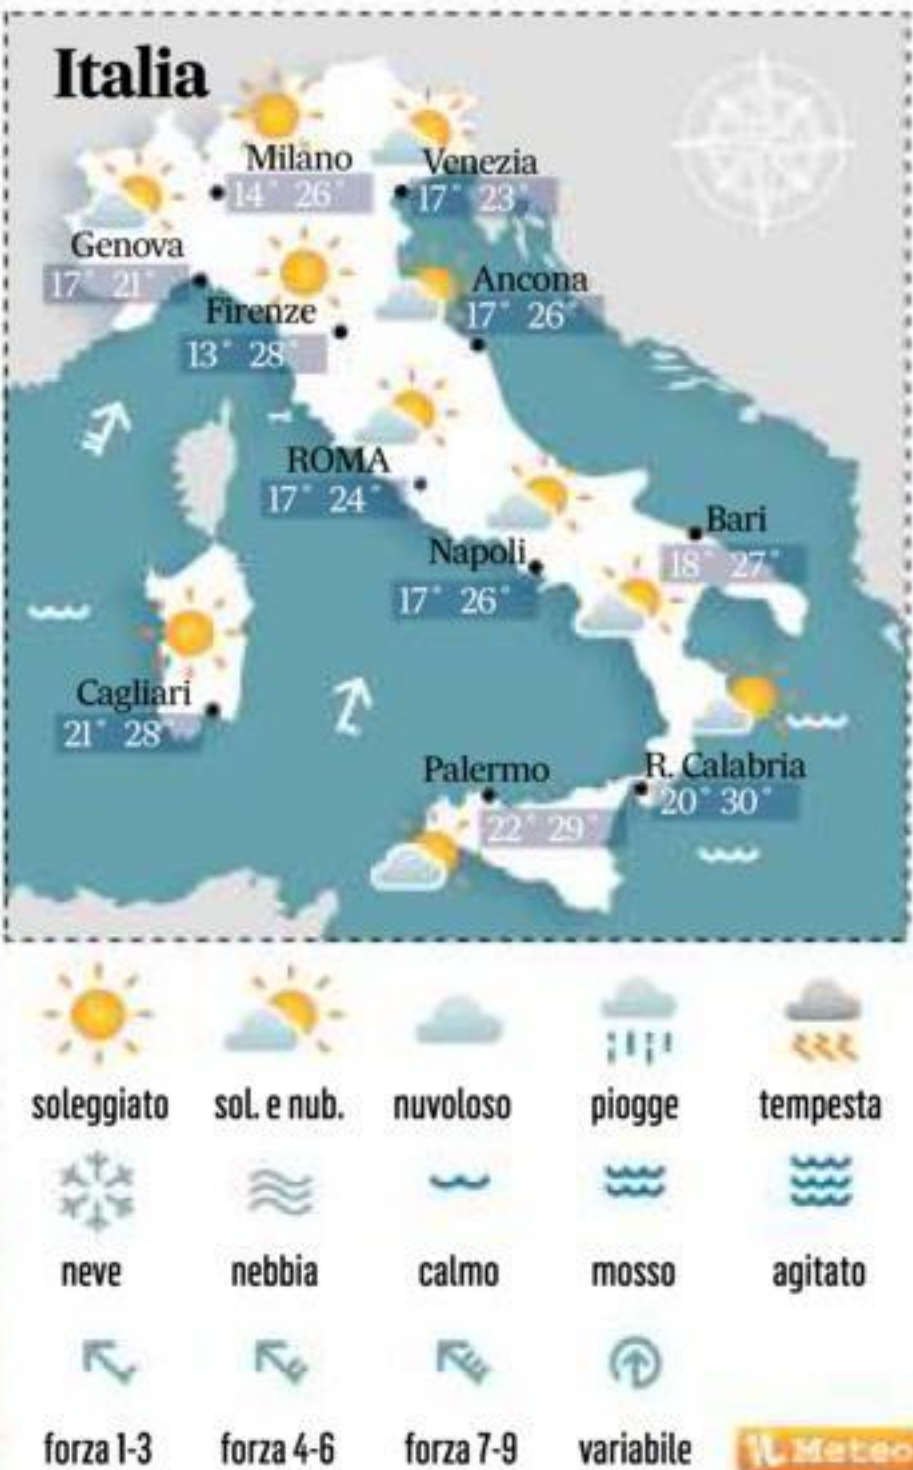 Italia
Milano
14° 26°
Venezia
17° 23°
Genova
17° 21°
Firenze
13° 28°
Ancona
17° 26°
ROMA
17° 24°
Bari
18° 27°
Napoli
17° 26°
Cagliari
21° 28°
Palermo
22° 29°
R. Calabria
20° 30°
soleggiato sol. e nub. nuvoloso piogge tempesta
neve nebbia calmo mosso agitato
forza 1-3 forza 4-6 forza 7-9 variabile
iL Meteo